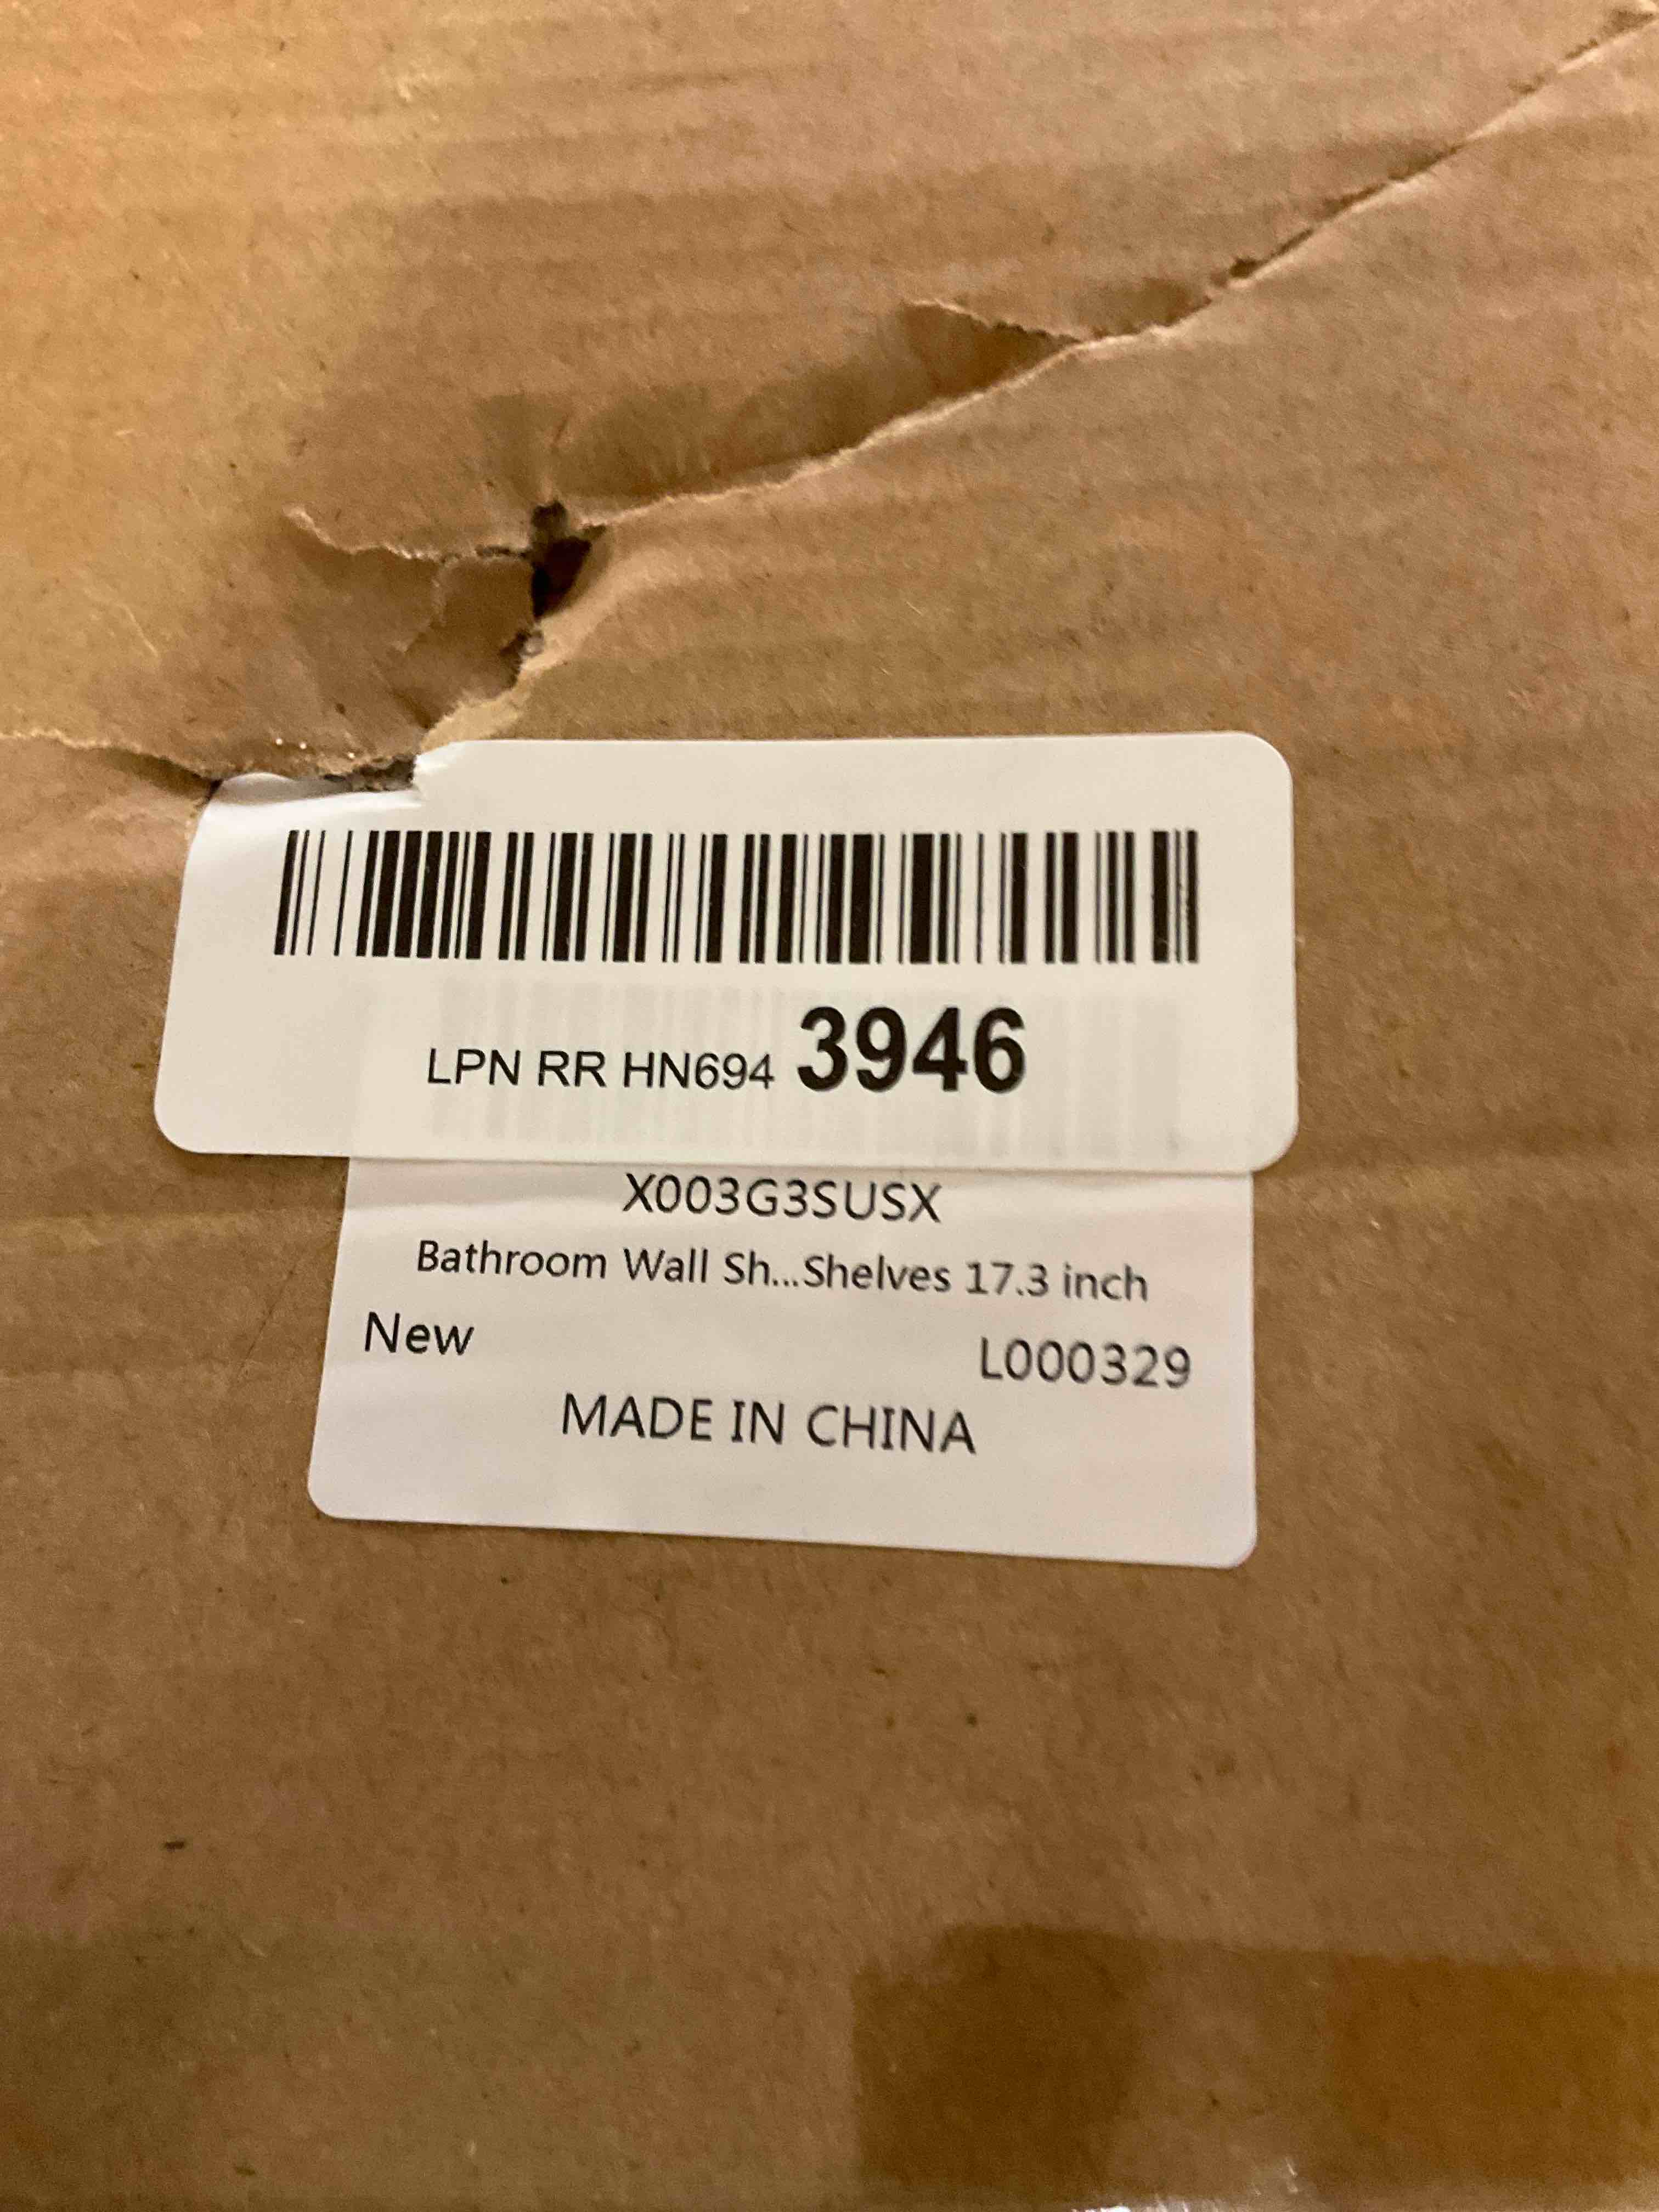 LPN RR HN694 3946
X003G3SUSX
Bathroom Wall Sh...Shelves 17.3 inch
New L000329
MADE IN CHINA